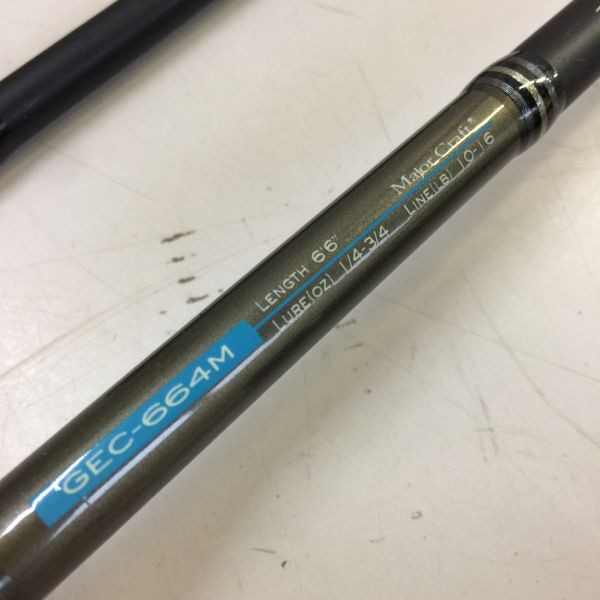 GEC-664M
LENGTH 6'6" Major Craft®
LURE(OZ) 1/4-3/4 LINE(LB) 10-16